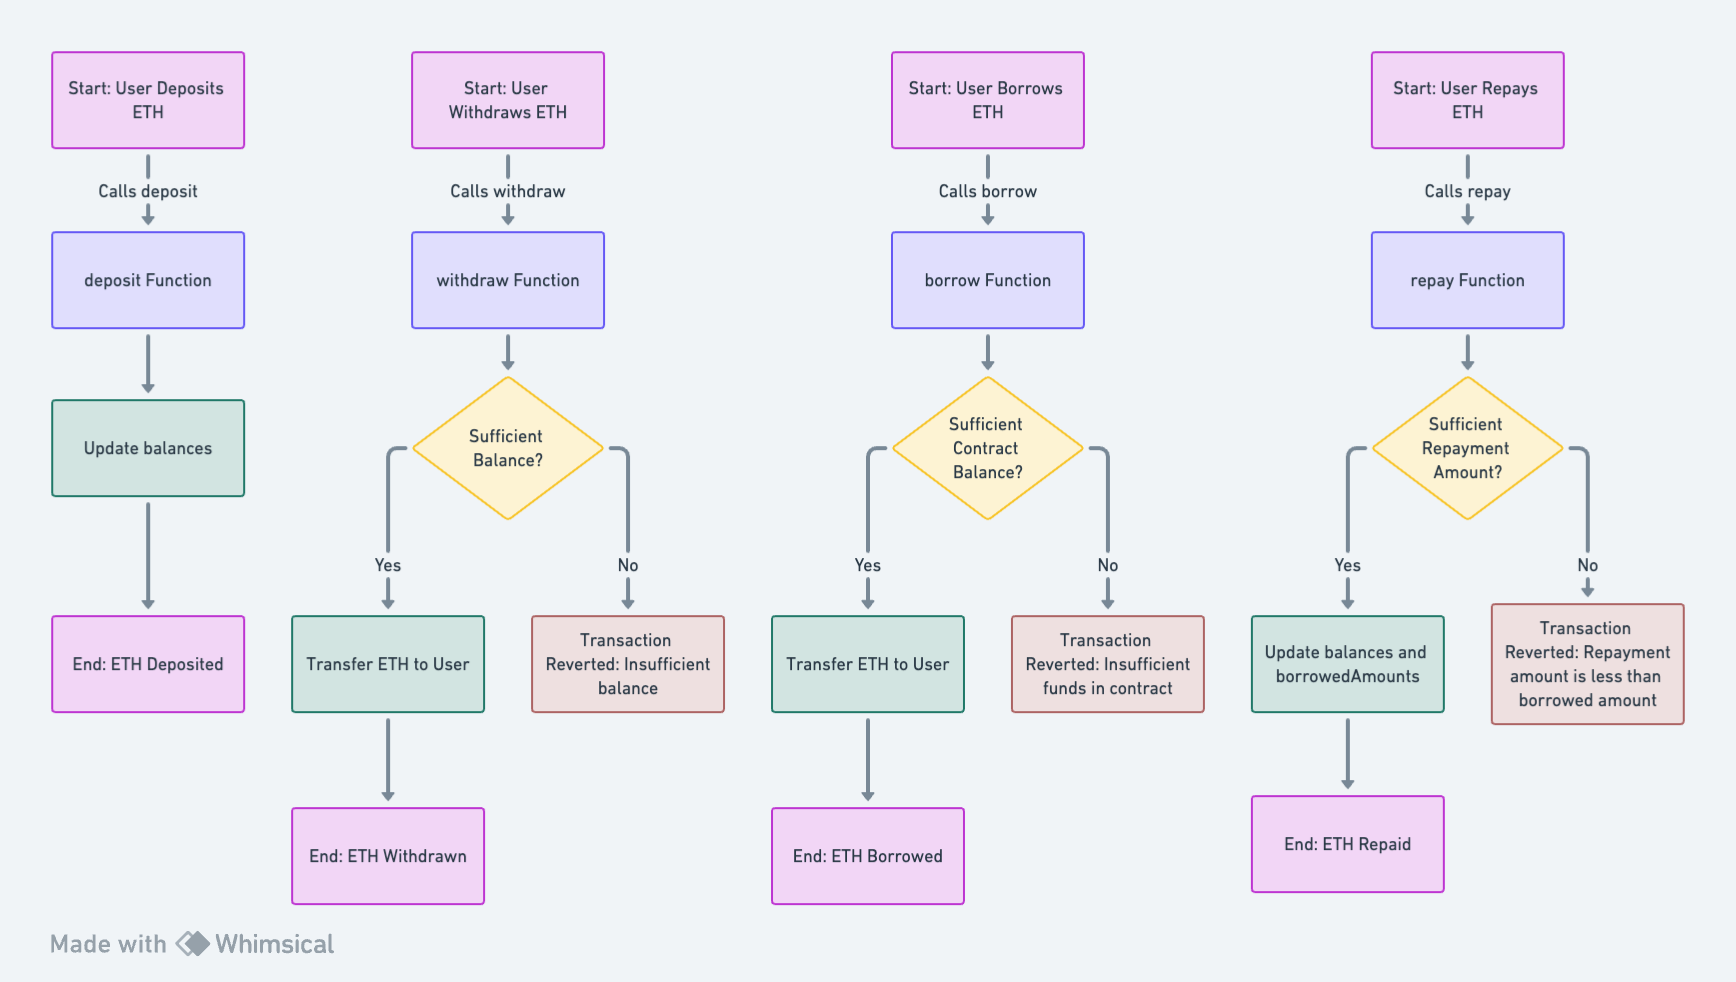 Start: User Deposits
ETH
Calls deposit
deposit Function
Update balances
End: ETH Deposited
Start: User
Withdraws ETH
Calls withdraw
withdraw Function
Sufficient
Balance?
Yes
No
Transfer ETH to User
Transaction
Reverted: Insufficient
balance
End: ETH Withdrawn
Start: User Borrows
ETH
Calls borrow
borrow Function
Sufficient
Contract
Balance?
Yes
No
Transfer ETH to User
Transaction
Reverted: Insufficient
funds in contract
End: ETH Borrowed
Start: User Repays
ETH
Calls repay
repay Function
Sufficient
Repayment
Amount?
Yes
No
Update balances and
borrowedAmounts
Transaction
Reverted: Repayment
amount is less than
borrowed amount
End: ETH Repaid
Made with Whimsical